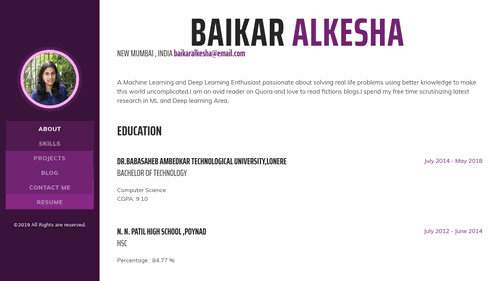 ABOUT
SKILLS
PROJECTS
BLOG
CONTACT ME
RESUME
©2019 All Rights are reserved.
BAIKAR ALKESHA
NEW MUMBAI , INDIA baikaralkesha@email.com
A Machine Learning and Deep Learning Enthusiast passionate about solving real life problems using better knowledge to make
this world uncomplicated.I am an ovid reader on Quora and love to read fictions blogs.I spend my free time scrutinizing latest
research in ML and Deep learning Area.
EDUCATION
DR.BABASAHEB AMBEDKAR TECHNOLOGICAL UNIVERSITY,LONERE July 2014 - May 2018
BACHELOR OF TECHNOLOGY
Computer Science
CGPA: 9.10
N. N. PATIL HIGH SCHOOL ,POYNAD July 2012 - June 2014
HSC
Percentage : 84.77 %